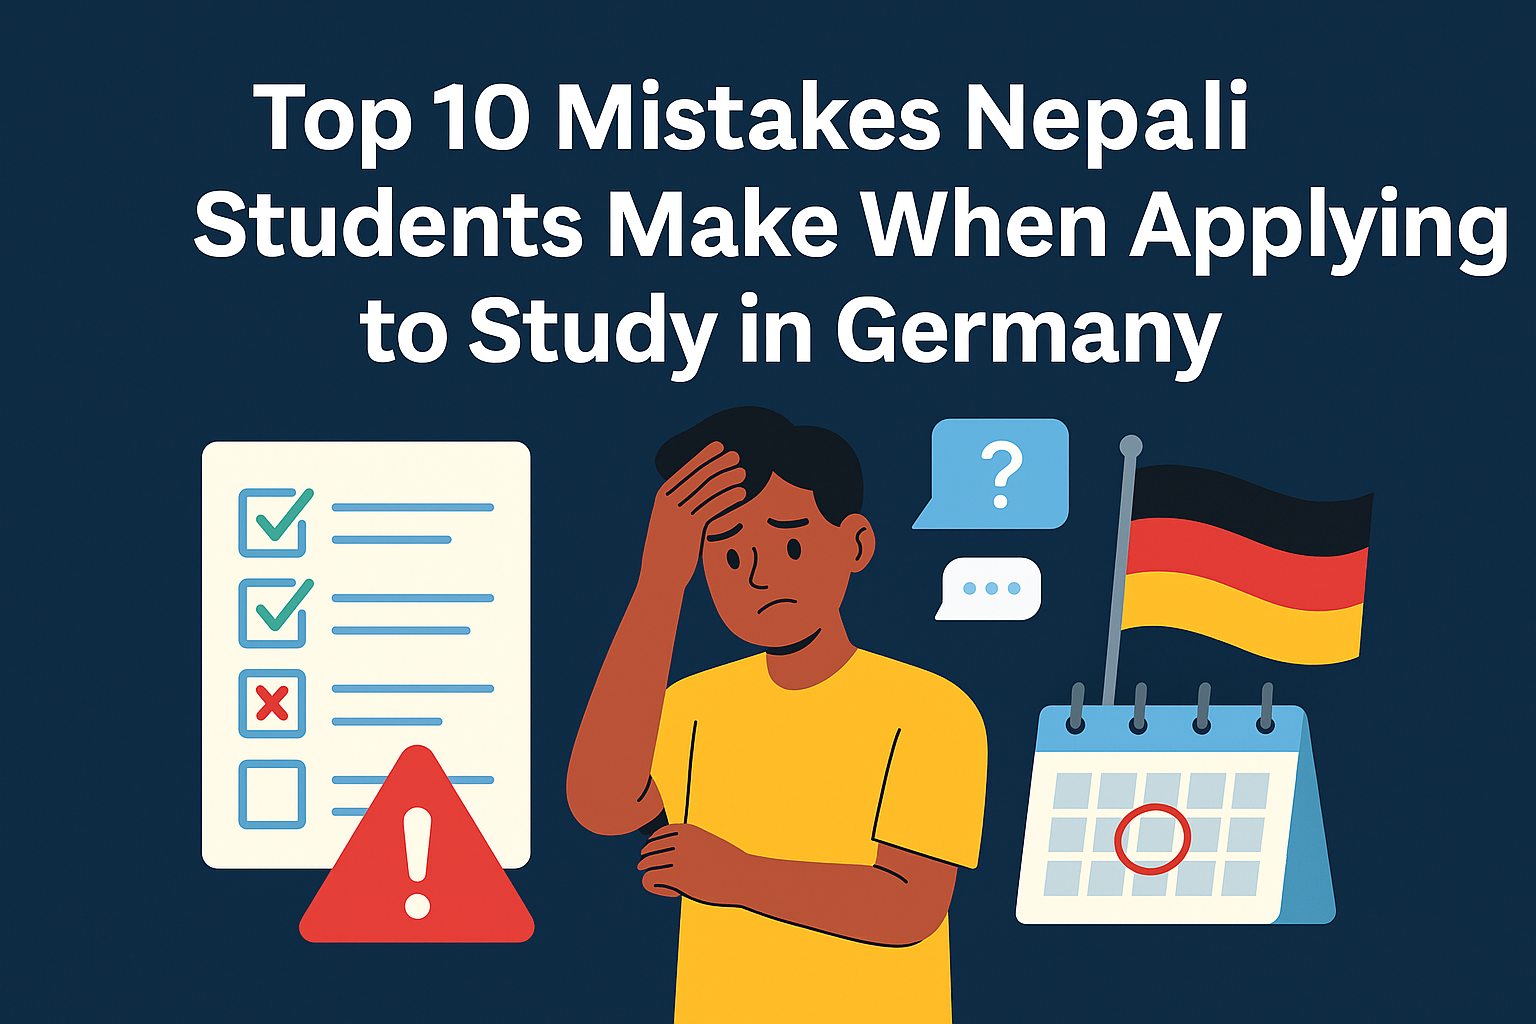 Top 10 Mistakes Nepali
Students Make When Applying
to Study in Germany
?
!